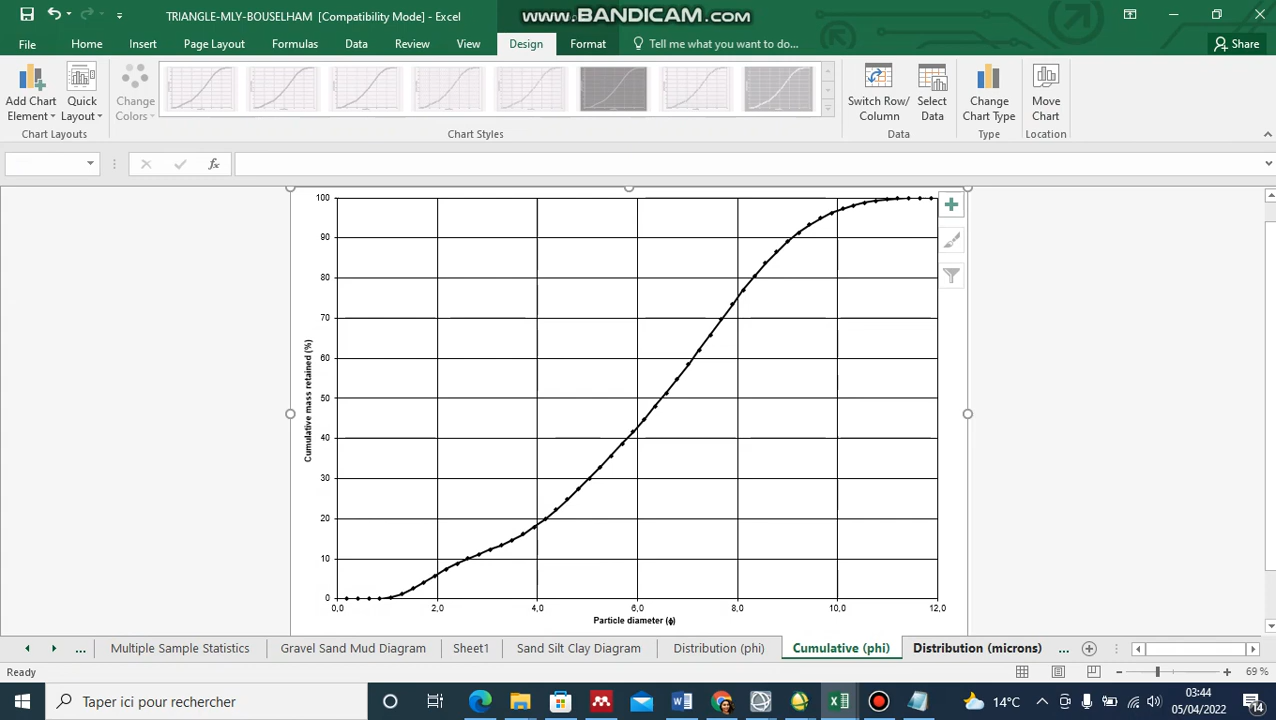 TRIANGLE-MLY-BOUSELHAM [Compatibility Mode] - Excel
www.BANDICAM.com
File Home Insert Page Layout Formulas Data Review View Design Format Tell me what you want to do... Share
Add Chart Element
Quick Layout
Change Colors
Switch Row/ Column
Select Data
Change Chart Type
Move Chart
Chart Layouts Chart Styles Data Type Location
fx
100
90
80
70
60
50
40
30
20
10
0
Cumulative mass retained (%)
0,0 2,0 4,0 6,0 8,0 10,0 12,0
Particle diameter (ϕ)
... Multiple Sample Statistics Gravel Sand Mud Diagram Sheet1 Sand Silt Clay Diagram Distribution (phi) Cumulative (phi) Distribution (microns) ...
Ready 69 %
Taper ici pour rechercher
14°C
03:44
05/04/2022
14